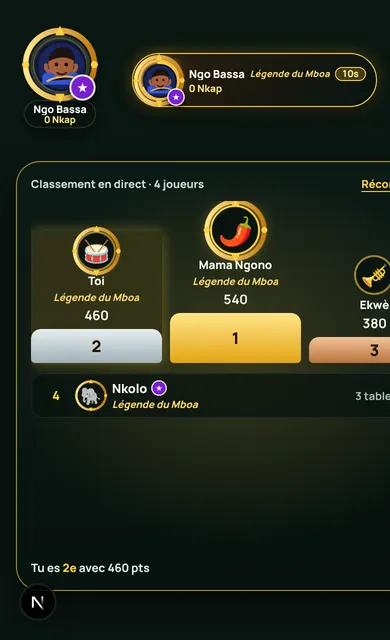 Ngo Bassa
0 Nkap
Ngo Bassa Légende du Mboa 10s
0 Nkap
Classement en direct · 4 joueurs
Mama Ngono
Légende du Mboa
540
1
Toi
Légende du Mboa
460
2
380
3
4 Nkolo
Légende du Mboa
Tu es 2e avec 460 pts
N